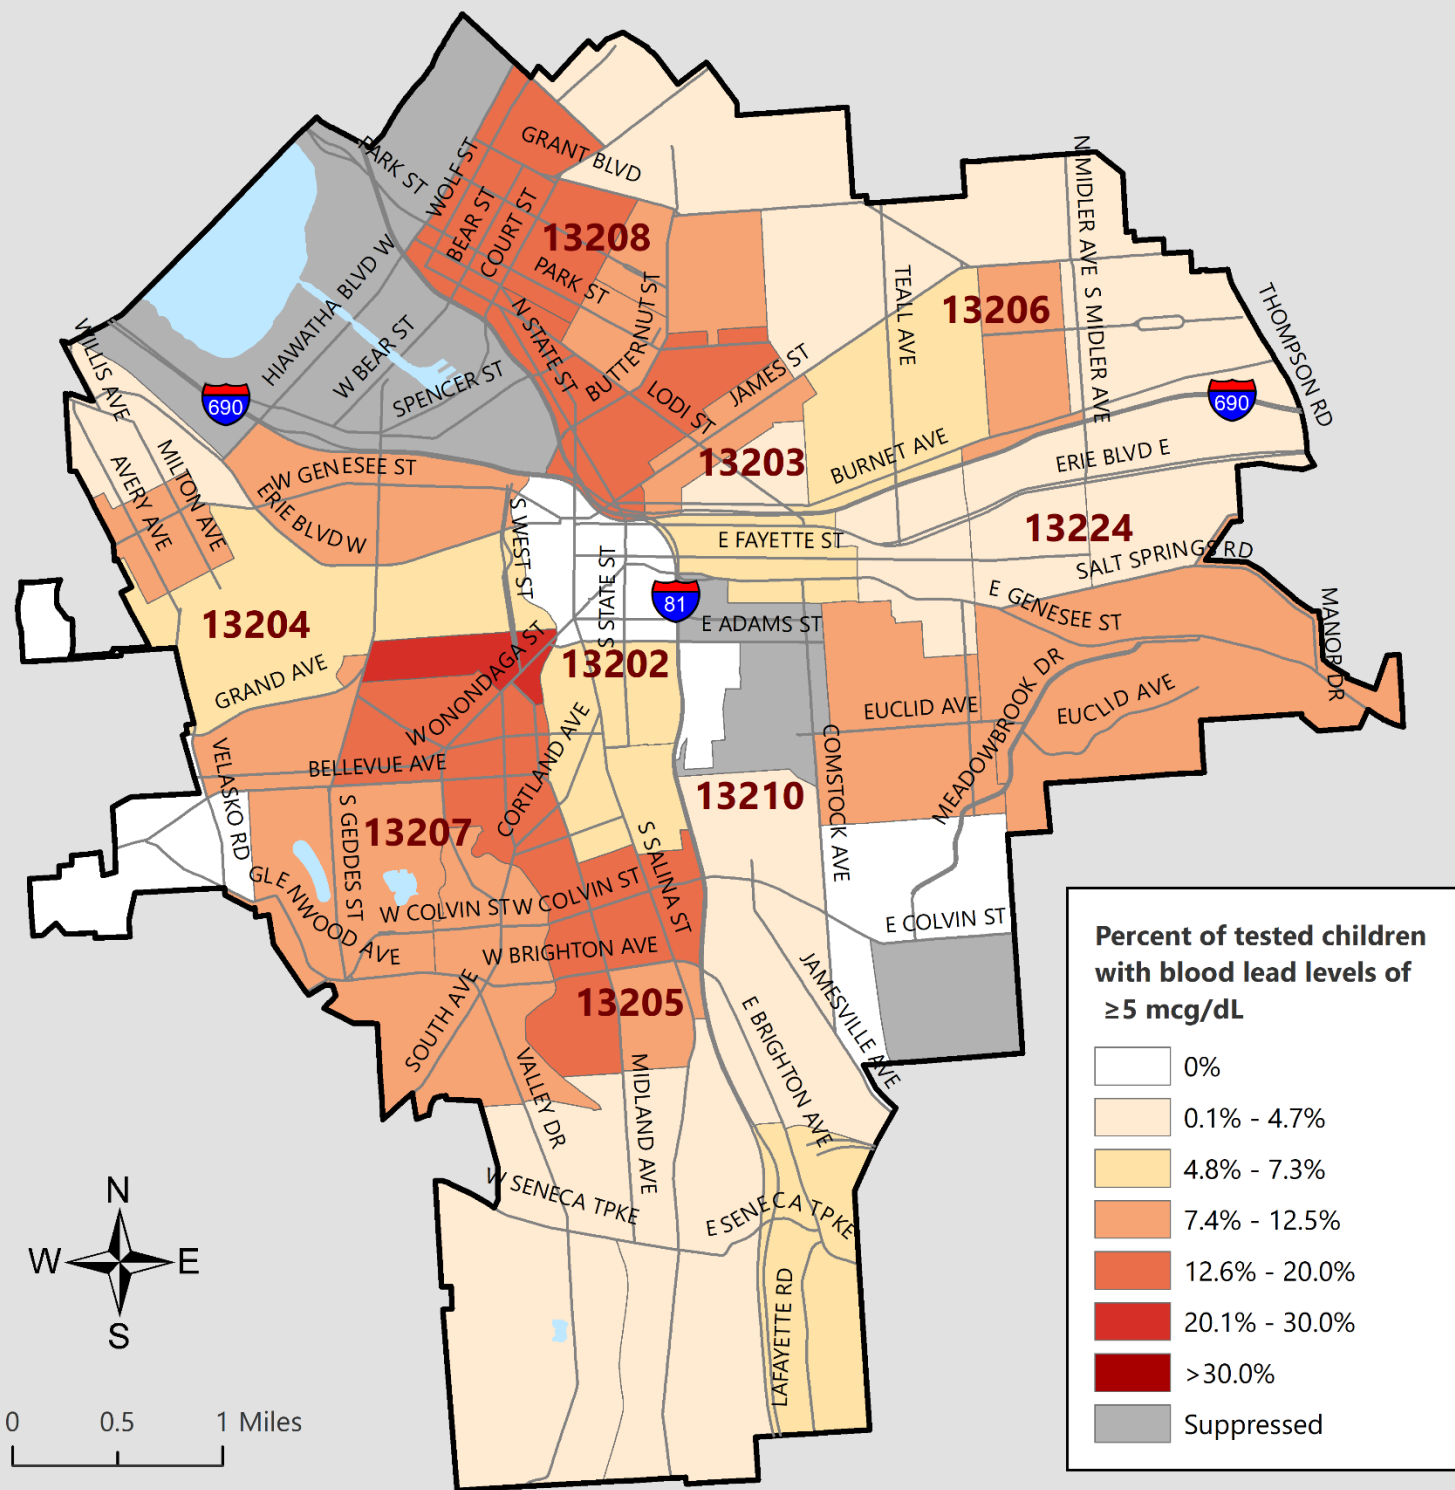 PARK ST
WOLF ST
GRANT BLVD
BEAR ST
COURT ST
13208
PARK ST
N MIDLER AVE
S MIDLER AVE
TEALL AVE
13206
THOMPSON RD
HIAWATHA BLVD W
W BEAR ST
SPENCER ST
N STATE ST
BUTTERNUT ST
LODI ST
JAMES ST
WILLIS AVE
690
690
MILTON AVE
AVERY AVE
W GENESEE ST
ERIE BLVD W
13203
BURNET AVE
ERIE BLVD E
S WEST ST
E FAYETTE ST
13224
SALT SPRINGS RD
S STATE ST
81
E ADAMS ST
E GENESEE ST
MANOR DR
13204
GRAND AVE
W ONONDAGA ST
13202
EUCLID AVE
MEADOWBROOK DR
EUCLID AVE
VELASKO RD
BELLEVUE AVE
CORTLAND AVE
COMSTOCK AVE
13210
S GEDDES ST
13207
S SALINA ST
GLENWOOD AVE
W COLVIN ST
W COLVIN ST
E COLVIN ST
W BRIGHTON AVE
13205
SOUTH AVE
VALLEY DR
MIDLAND AVE
E BRIGHTON AVE
JAMESVILLE AVE
W SENECA TPKE
E SENECA TPKE
LAFAYETTE RD
N
W
E
S
0
0.5
1 Miles
Percent of tested children
with blood lead levels of
≥5 mcg/dL
0%
0.1% - 4.7%
4.8% - 7.3%
7.4% - 12.5%
12.6% - 20.0%
20.1% - 30.0%
>30.0%
Suppressed